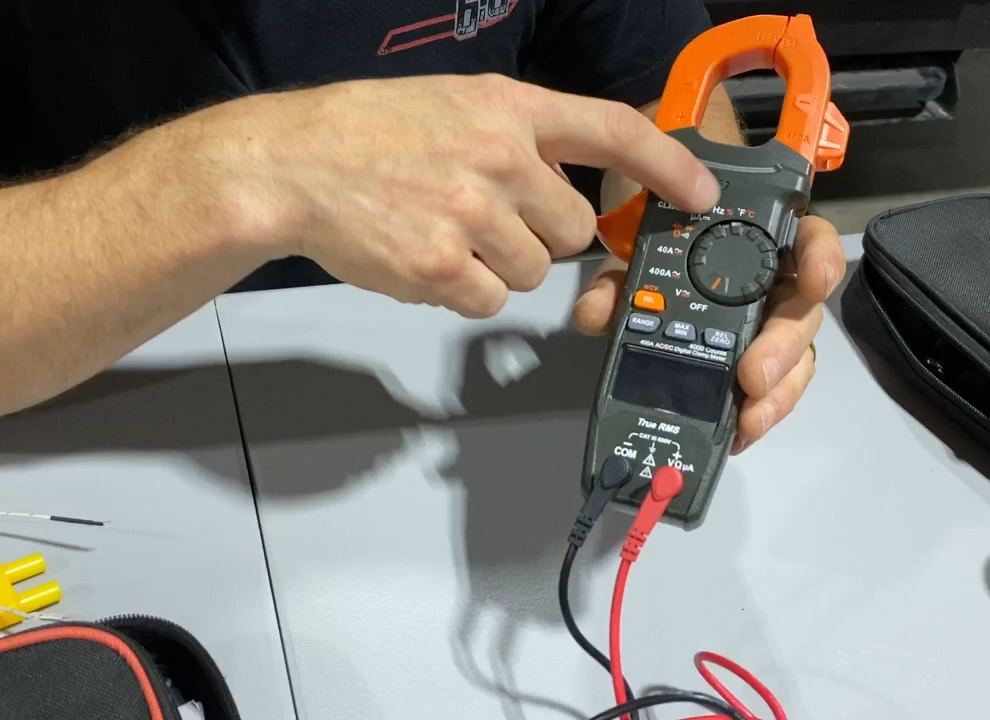 400A
CL3
µA
Hz % °F°C
40A
400A
V
OFF
NCV
SEL
RANGE
MAX
MIN
REL
ZERO
4000 Counts
400A AC/DC Digital Clamp Meter
True RMS
CAT III 600V
COM
VΩµA